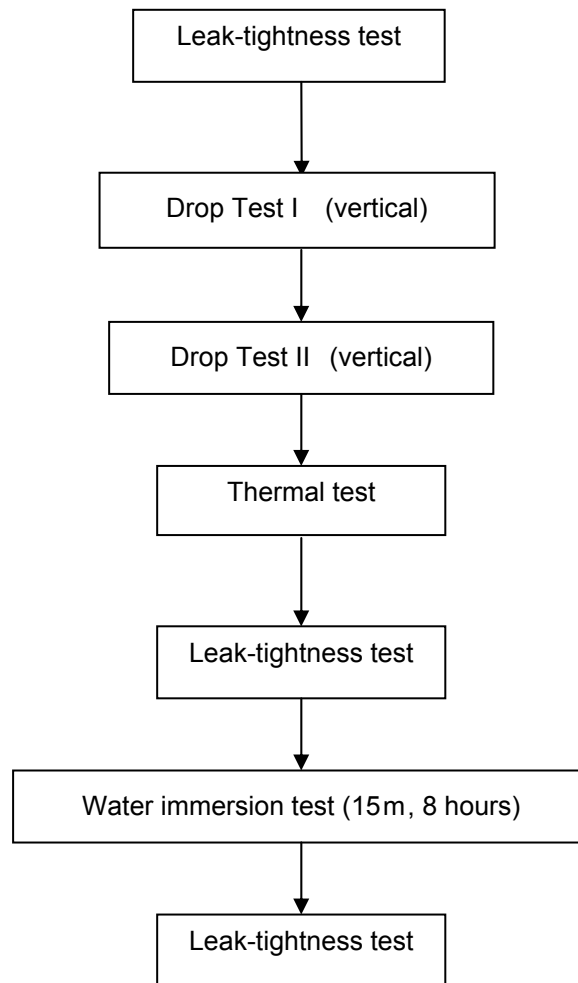 Leak-tightness test
Drop Test I (vertical)
Drop Test II (vertical)
Thermal test
Leak-tightness test
Water immersion test (15m, 8 hours)
Leak-tightness test